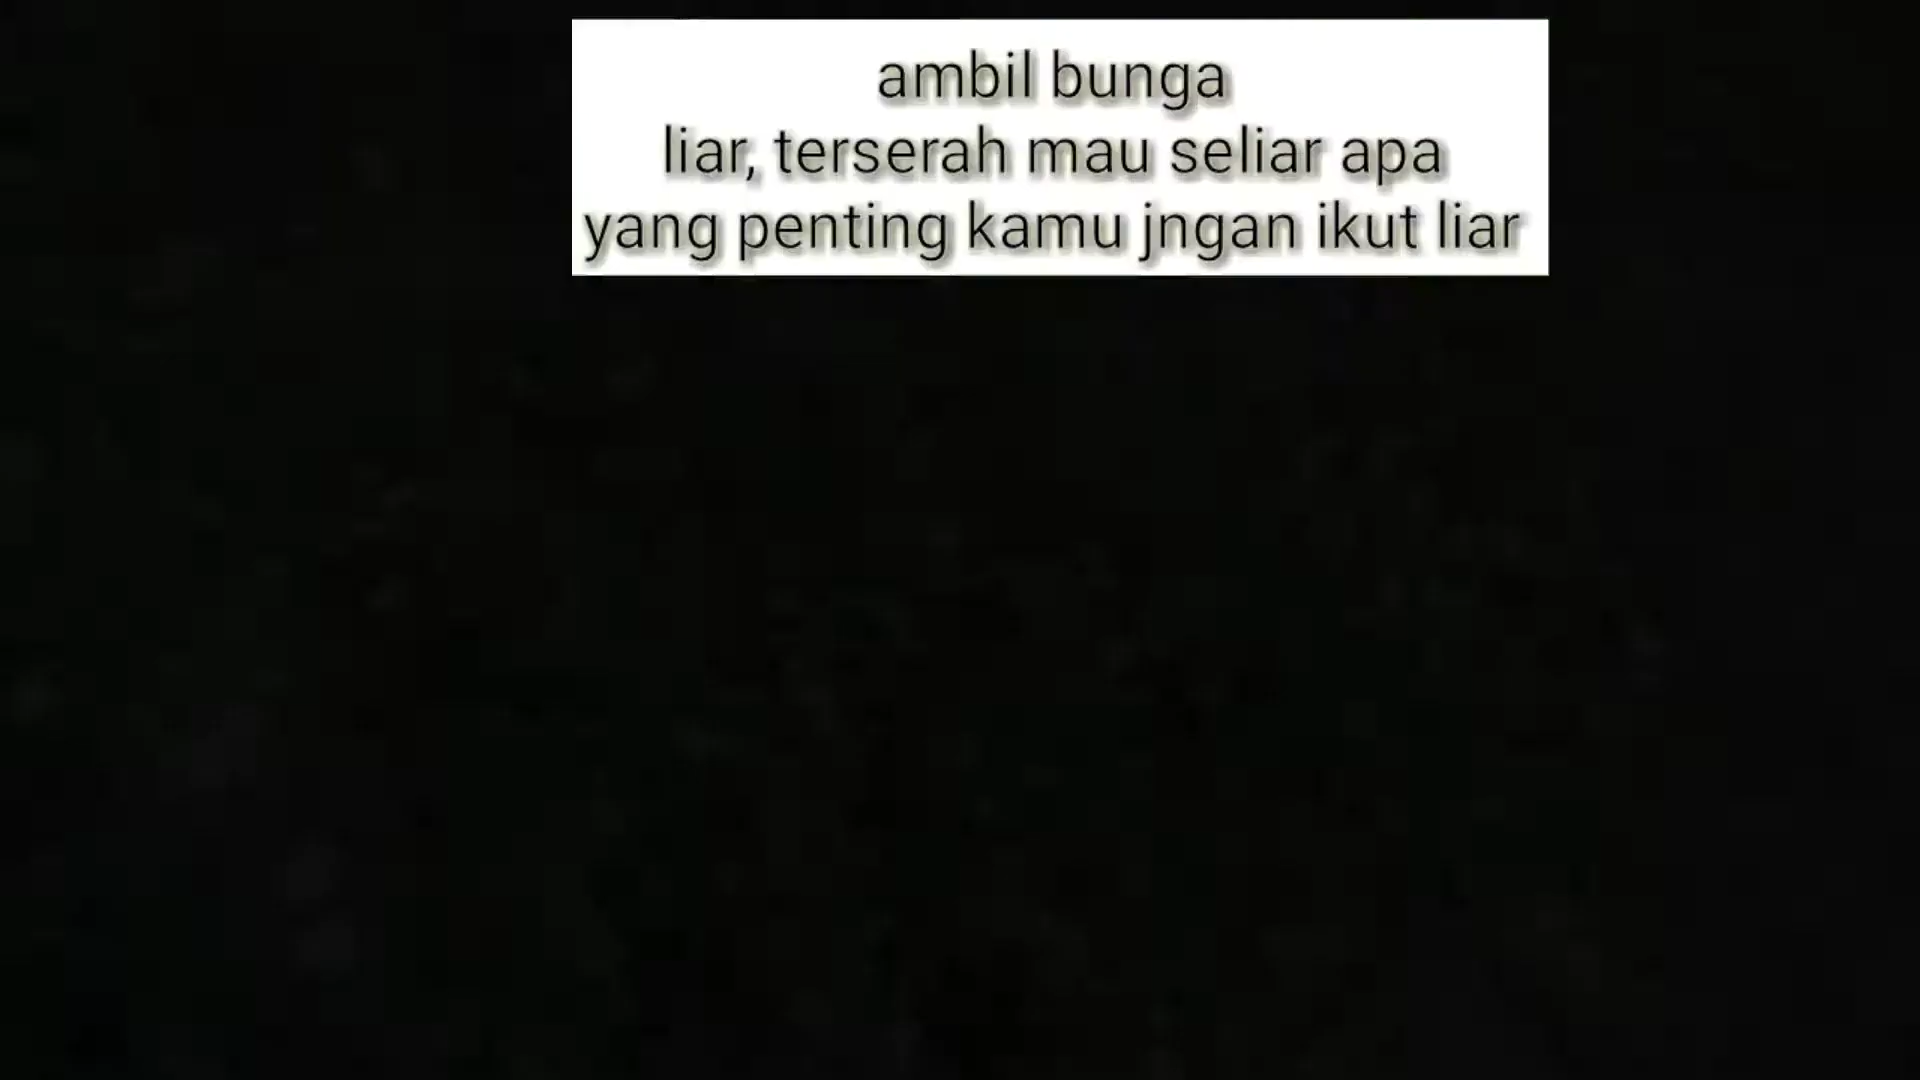 ambil bunga
liar, terserah mau seliar apa
yang penting kamu jngan ikut liar